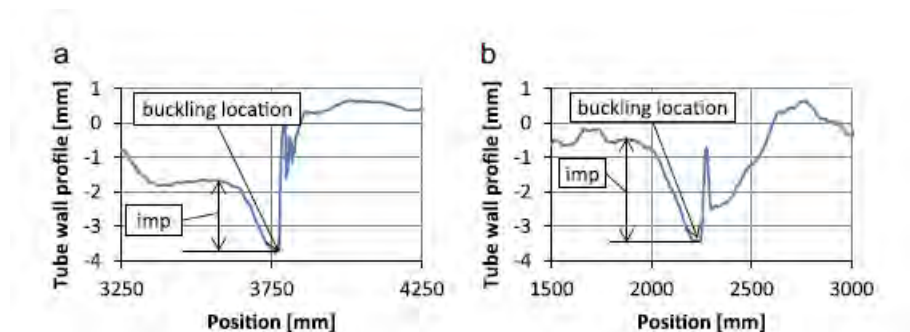 a
Tube wall profile [mm]
1
0
-1
-2
-3
-4
buckling location
imp
3250 3750 4250
Position [mm]
b
Tube wall profile [mm]
1
0
-1
-2
-3
-4
buckling location
imp
1500 2000 2500 3000
Position [mm]